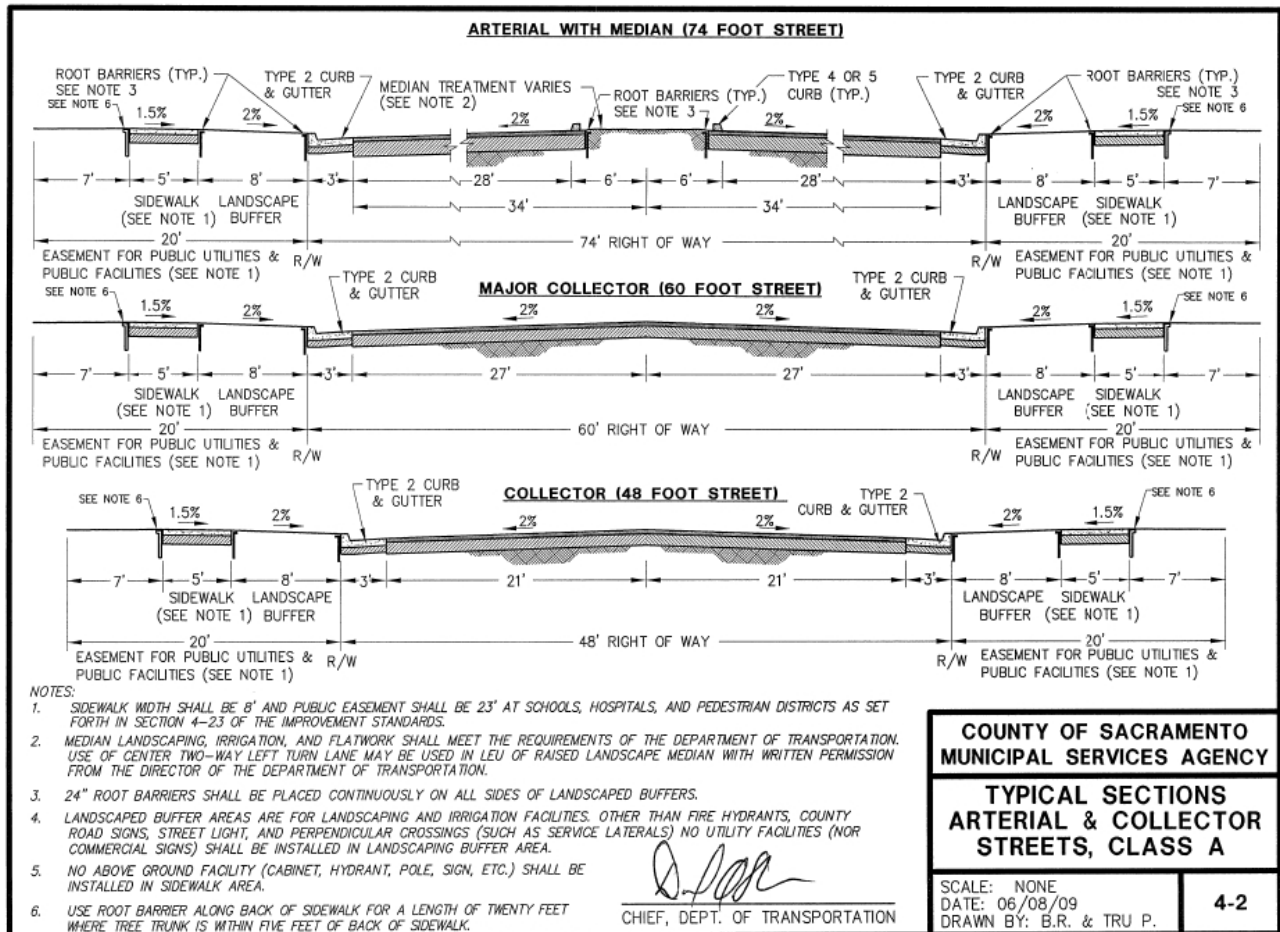 ARTERIAL WITH MEDIAN (74 FOOT STREET)
ROOT BARRIERS (TYP.)
SEE NOTE 3
SEE NOTE 6
TYPE 2 CURB
& GUTTER
MEDIAN TREATMENT VARIES
(SEE NOTE 2)
ROOT BARRIERS (TYP.)
SEE NOTE 3
TYPE 4 OR 5
CURB (TYP.)
TYPE 2 CURB
& GUTTER
ROOT BARRIERS (TYP.)
SEE NOTE 3
SEE NOTE 6
1.5% 2% 2% 2% 2% 1.5%
7' 5' 8' 3' 28' 6' 6' 28' 3' 8' 5' 7'
SIDEWALK
(SEE NOTE 1)
LANDSCAPE
BUFFER
34' 34'
LANDSCAPE
BUFFER
SIDEWALK
(SEE NOTE 1)
20' 74' RIGHT OF WAY 20'
EASEMENT FOR PUBLIC UTILITIES &
PUBLIC FACILITIES (SEE NOTE 1)
R/W
R/W
EASEMENT FOR PUBLIC UTILITIES &
PUBLIC FACILITIES (SEE NOTE 1)
MAJOR COLLECTOR (60 FOOT STREET)
SEE NOTE 6
TYPE 2 CURB
& GUTTER
TYPE 2 CURB
& GUTTER
SEE NOTE 6
1.5% 2% 2% 2% 2% 1.5%
7' 5' 8' 3' 27' 27' 3' 8' 5' 7'
SIDEWALK
(SEE NOTE 1)
LANDSCAPE
BUFFER
LANDSCAPE
BUFFER
SIDEWALK
(SEE NOTE 1)
20' 60' RIGHT OF WAY 20'
EASEMENT FOR PUBLIC UTILITIES &
PUBLIC FACILITIES (SEE NOTE 1)
R/W
R/W
EASEMENT FOR PUBLIC UTILITIES &
PUBLIC FACILITIES (SEE NOTE 1)
COLLECTOR (48 FOOT STREET)
SEE NOTE 6
TYPE 2 CURB
& GUTTER
TYPE 2
CURB & GUTTER
SEE NOTE 6
1.5% 2% 2% 2% 2% 1.5%
7' 5' 8' 3' 21' 21' 3' 8' 5' 7'
SIDEWALK
(SEE NOTE 1)
LANDSCAPE
BUFFER
LANDSCAPE
BUFFER
SIDEWALK
(SEE NOTE 1)
20' 48' RIGHT OF WAY 20'
EASEMENT FOR PUBLIC UTILITIES &
PUBLIC FACILITIES (SEE NOTE 1)
R/W
R/W
EASEMENT FOR PUBLIC UTILITIES &
PUBLIC FACILITIES (SEE NOTE 1)
NOTES:
1. SIDEWALK WIDTH SHALL BE 8' AND PUBLIC EASEMENT SHALL BE 23' AT SCHOOLS, HOSPITALS, AND PEDESTRIAN DISTRICTS AS SET
FORTH IN SECTION 4-23 OF THE IMPROVEMENT STANDARDS.
2. MEDIAN LANDSCAPING, IRRIGATION, AND FLATWORK SHALL MEET THE REQUIREMENTS OF THE DEPARTMENT OF TRANSPORTATION.
USE OF CENTER TWO-WAY LEFT TURN LANE MAY BE USED IN LEU OF RAISED LANDSCAPE MEDIAN WITH WRITTEN PERMISSION
FROM THE DIRECTOR OF THE DEPARTMENT OF TRANSPORTATION.
3. 24" ROOT BARRIERS SHALL BE PLACED CONTINUOUSLY ON ALL SIDES OF LANDSCAPED BUFFERS.
4. LANDSCAPED BUFFER AREAS ARE FOR LANDSCAPING AND IRRIGATION FACILITIES. OTHER THAN FIRE HYDRANTS, COUNTY
ROAD SIGNS, STREET LIGHT, AND PERPENDICULAR CROSSINGS (SUCH AS SERVICE LATERALS) NO UTILITY FACILITIES (NOR
COMMERCIAL SIGNS) SHALL BE INSTALLED IN LANDSCAPING BUFFER AREA.
5. NO ABOVE GROUND FACILITY (CABINET, HYDRANT, POLE, SIGN, ETC.) SHALL BE
INSTALLED IN SIDEWALK AREA.
6. USE ROOT BARRIER ALONG BACK OF SIDEWALK FOR A LENGTH OF TWENTY FEET
WHERE TREE TRUNK IS WITHIN FIVE FEET OF BACK OF SIDEWALK.
CHIEF, DEPT. OF TRANSPORTATION
COUNTY OF SACRAMENTO
MUNICIPAL SERVICES AGENCY
TYPICAL SECTIONS
ARTERIAL & COLLECTOR
STREETS, CLASS A
SCALE: NONE
DATE: 06/08/09
DRAWN BY: B.R. & TRU P.
4-2